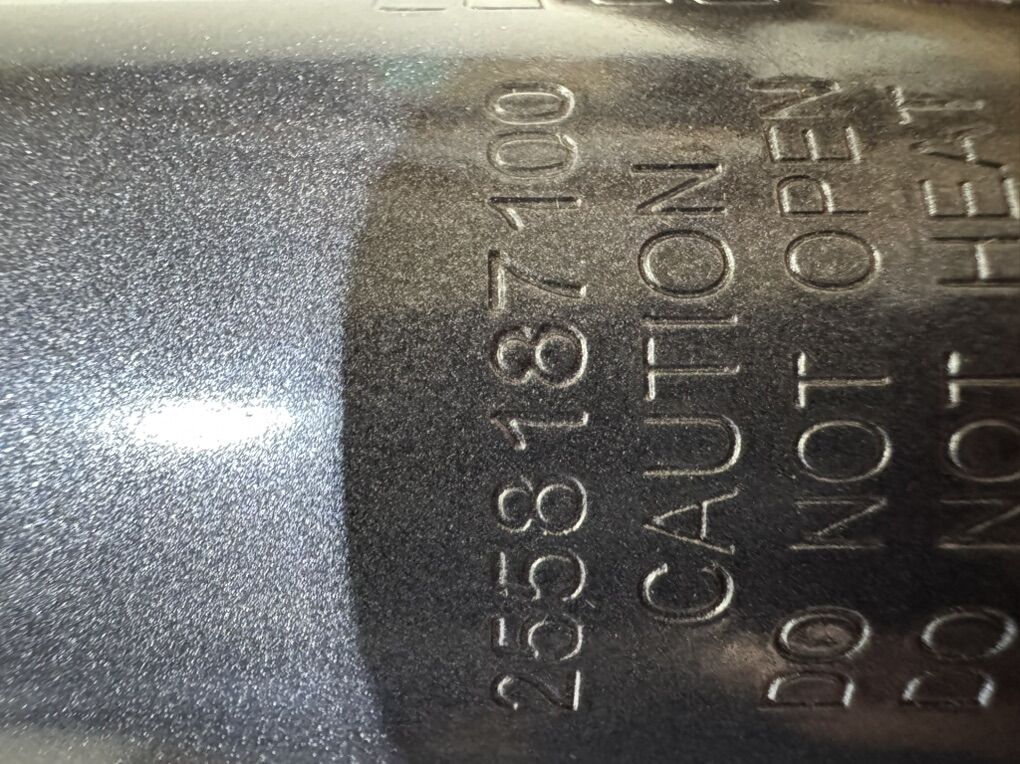 2558187100
CAUTION
DO NOT OPEN
DO NOT HEAT